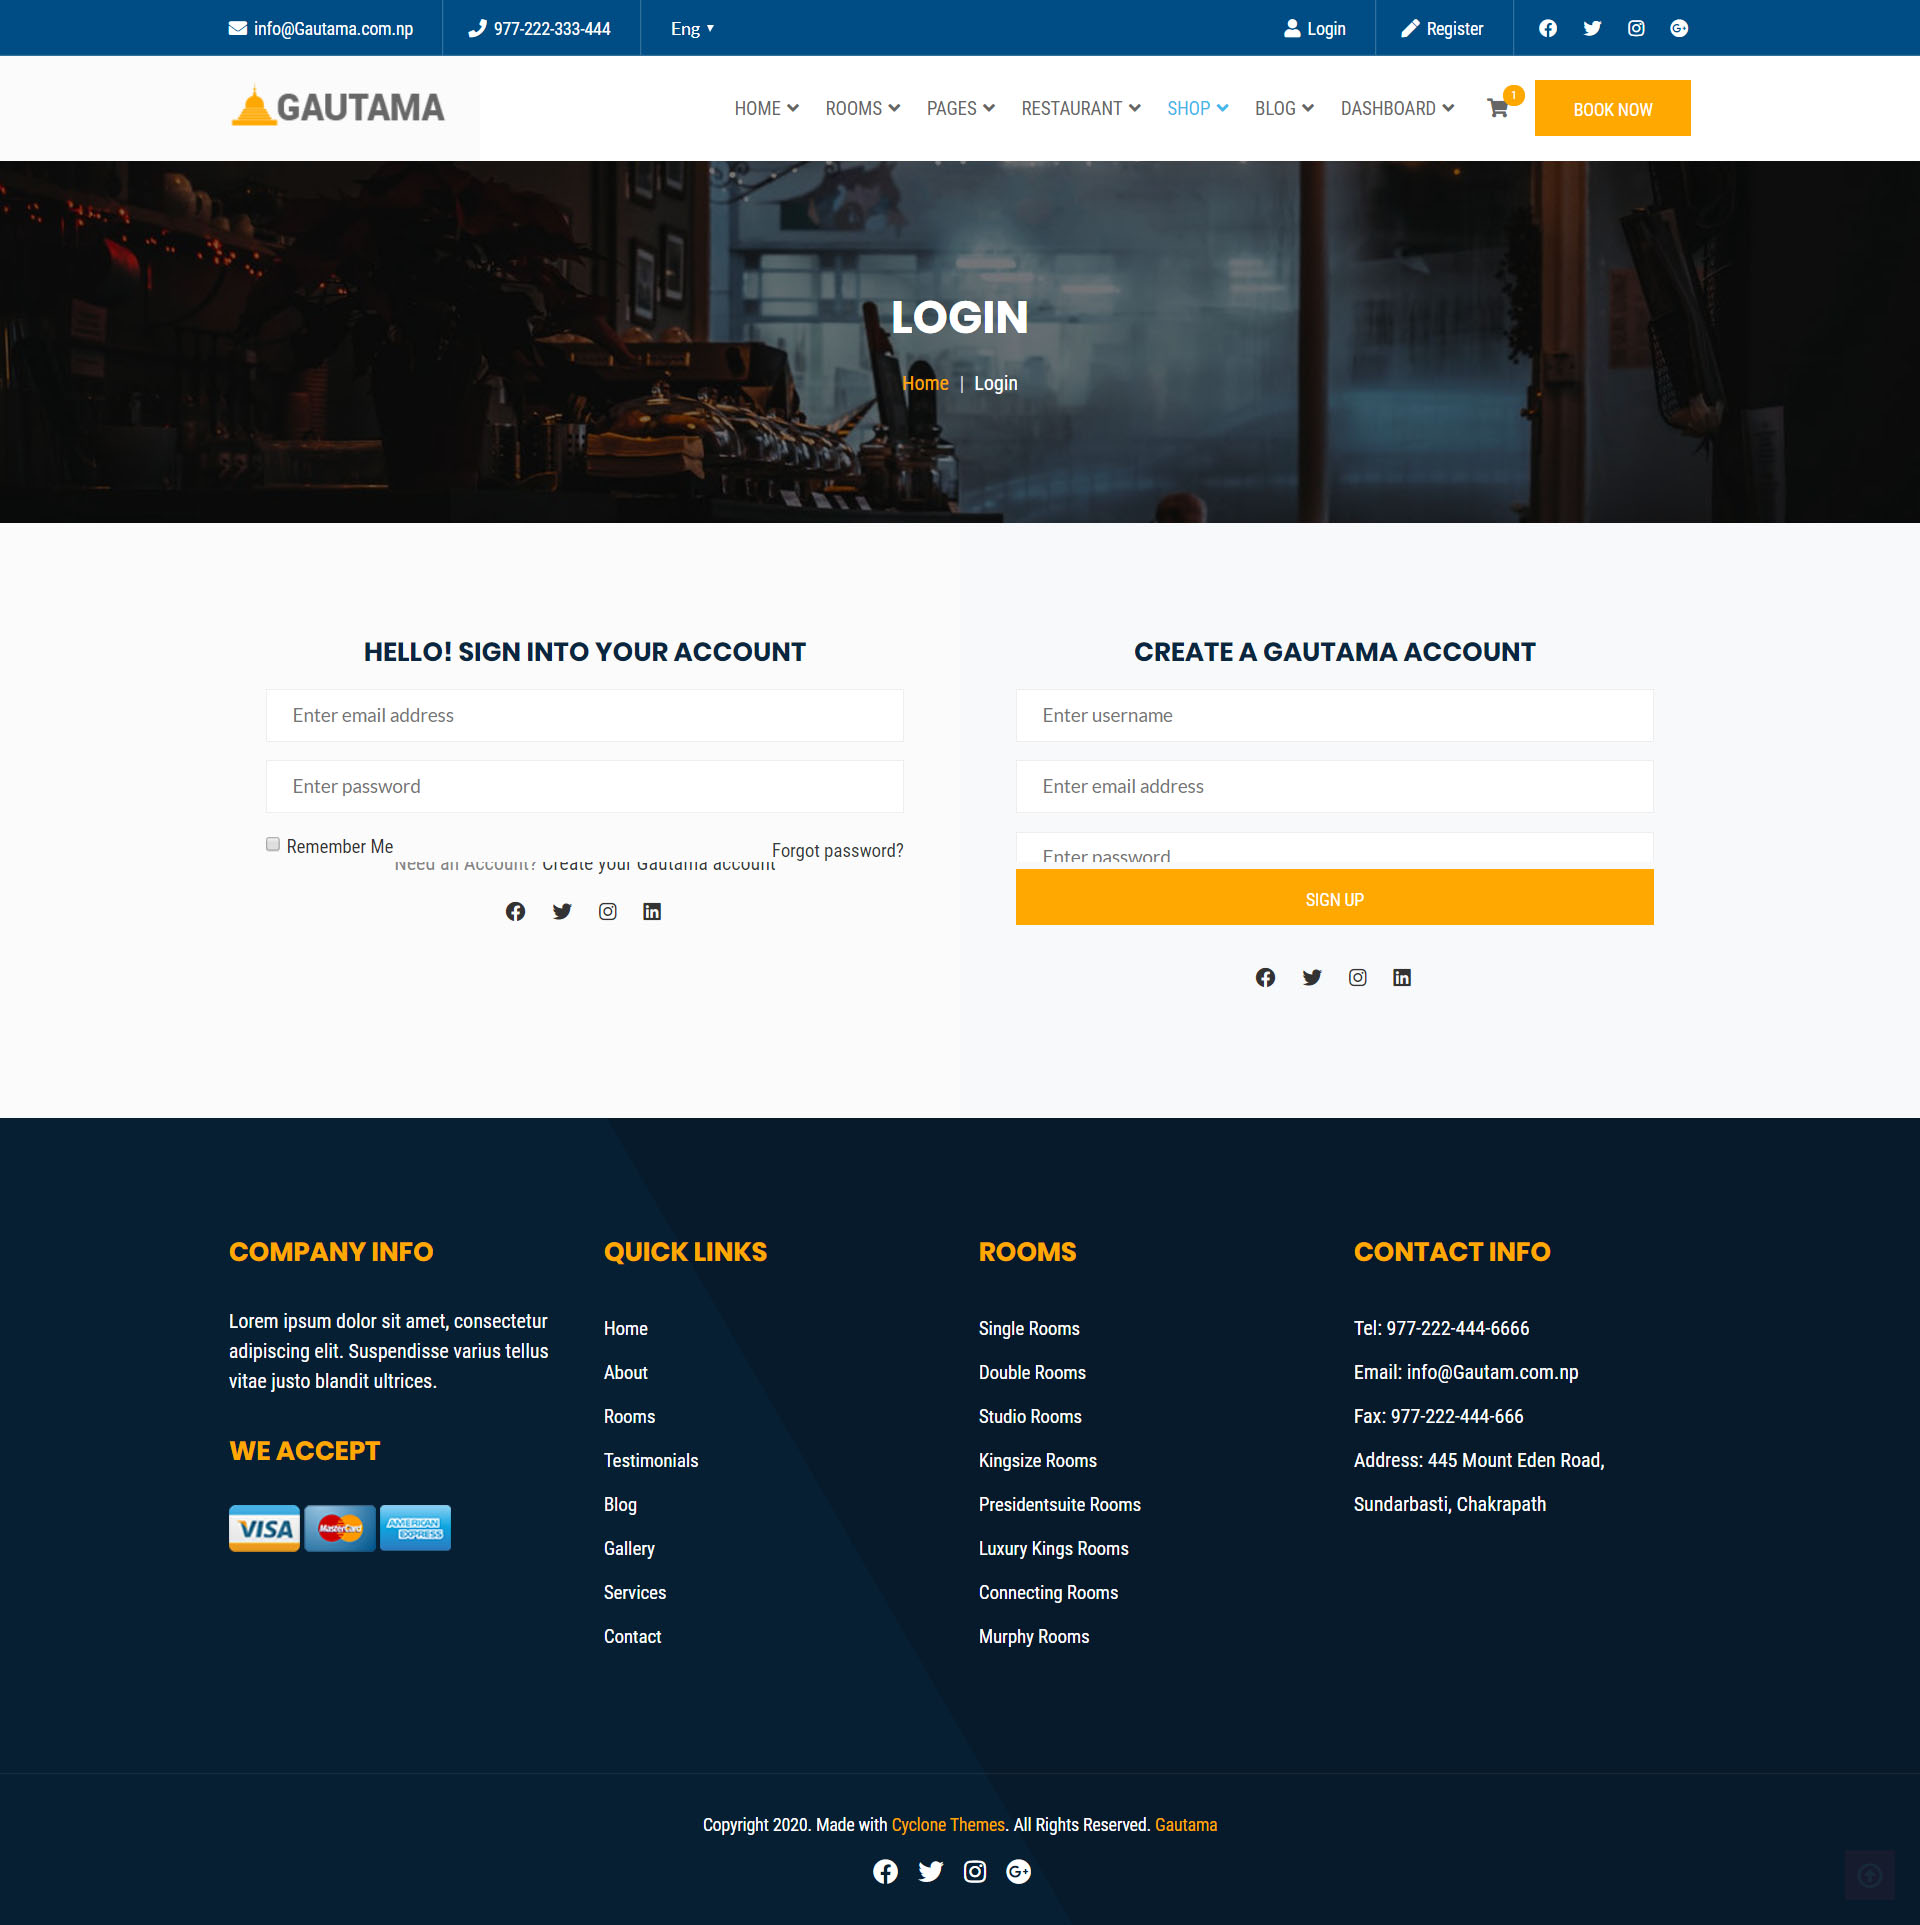 info@Gautama.com.np 977-222-333-444 Eng Login Register
GAUTAMA HOME ROOMS PAGES RESTAURANT SHOP BLOG DASHBOARD 1 BOOK NOW
LOGIN
Home | Login
HELLO! SIGN INTO YOUR ACCOUNT
Enter email address
Enter password
Remember Me Forgot password?
Need an Account? Create your Gautama account
CREATE A GAUTAMA ACCOUNT
Enter username
Enter email address
Enter password
SIGN UP
COMPANY INFO
Lorem ipsum dolor sit amet, consectetur
adipiscing elit. Suspendisse varius tellus
vitae justo blandit ultrices.
WE ACCEPT
VISA MasterCard AMERICAN EXPRESS
QUICK LINKS
Home
About
Rooms
Testimonials
Blog
Gallery
Services
Contact
ROOMS
Single Rooms
Double Rooms
Studio Rooms
Kingsize Rooms
Presidentsuite Rooms
Luxury Kings Rooms
Connecting Rooms
Murphy Rooms
CONTACT INFO
Tel: 977-222-444-6666
Email: info@Gautam.com.np
Fax: 977-222-444-666
Address: 445 Mount Eden Road,
Sundarbasti, Chakrapath
Copyright 2020. Made with Cyclone Themes. All Rights Reserved. Gautama